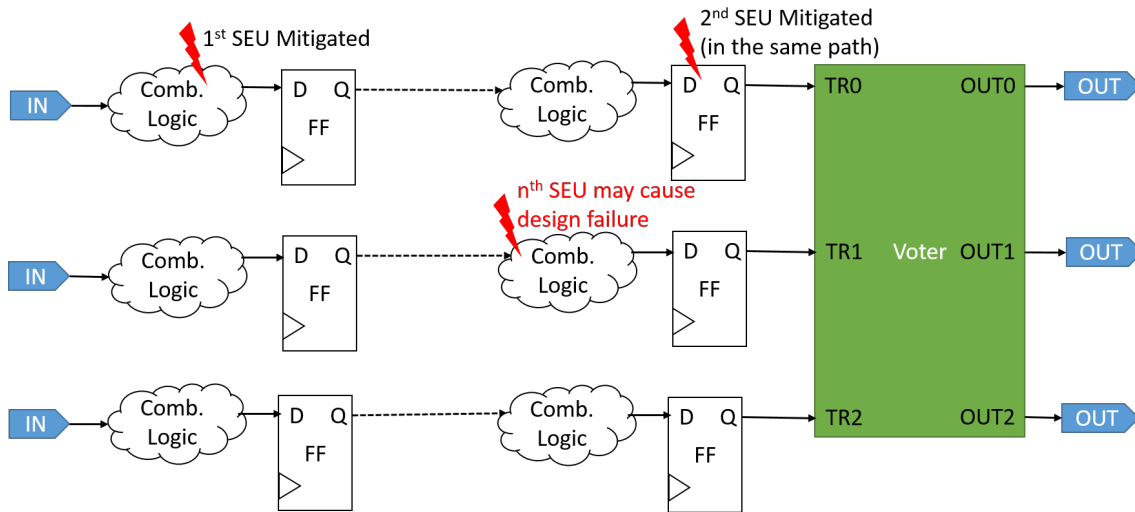 1st SEU Mitigated
2nd SEU Mitigated
(in the same path)
IN
Comb.
Logic
D Q
FF
Comb.
Logic
D Q
FF
TR0
OUT0
OUT
nth SEU may cause
design failure
IN
Comb.
Logic
D Q
FF
Comb.
Logic
D Q
FF
TR1
Voter
OUT1
OUT
IN
Comb.
Logic
D Q
FF
Comb.
Logic
D Q
FF
TR2
OUT2
OUT